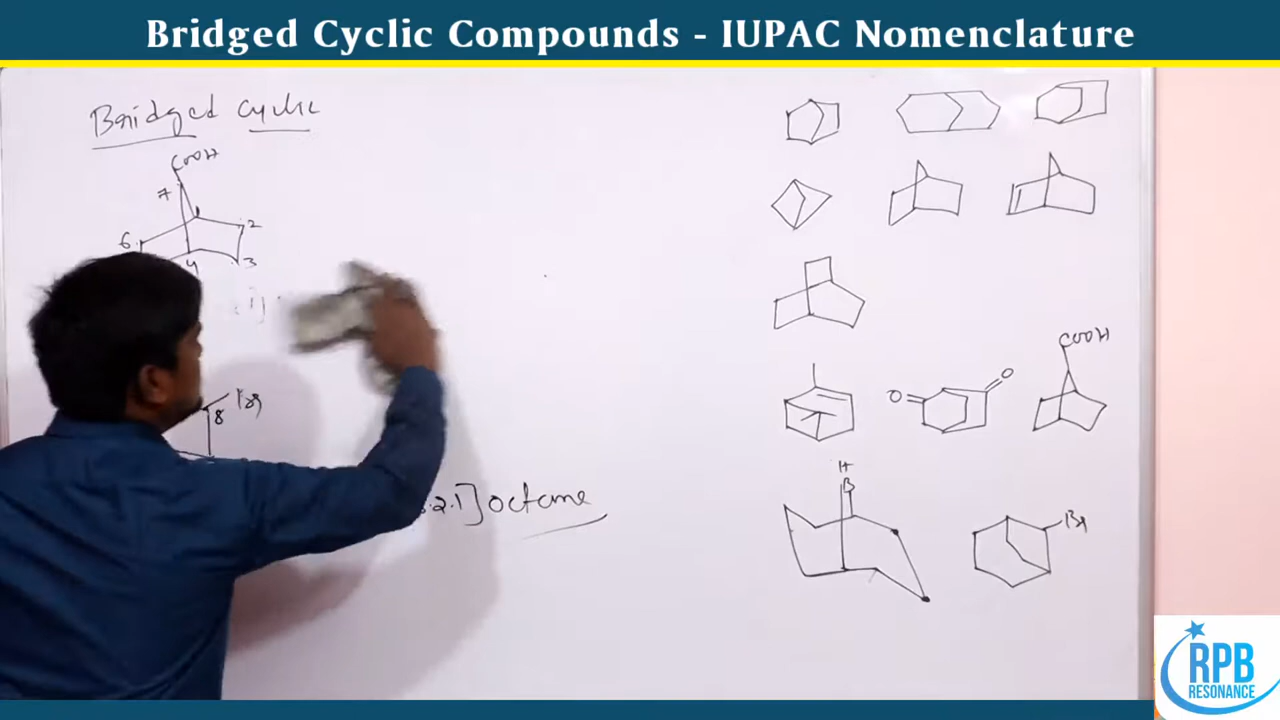 Bridged Cyclic Compounds - IUPAC Nomenclature
Bridged Cyclic
COOH
7
6
2
4
3
8 Br
.2.1]octane
O
O
COOH
H
B
Br
RPB
RESONANCE